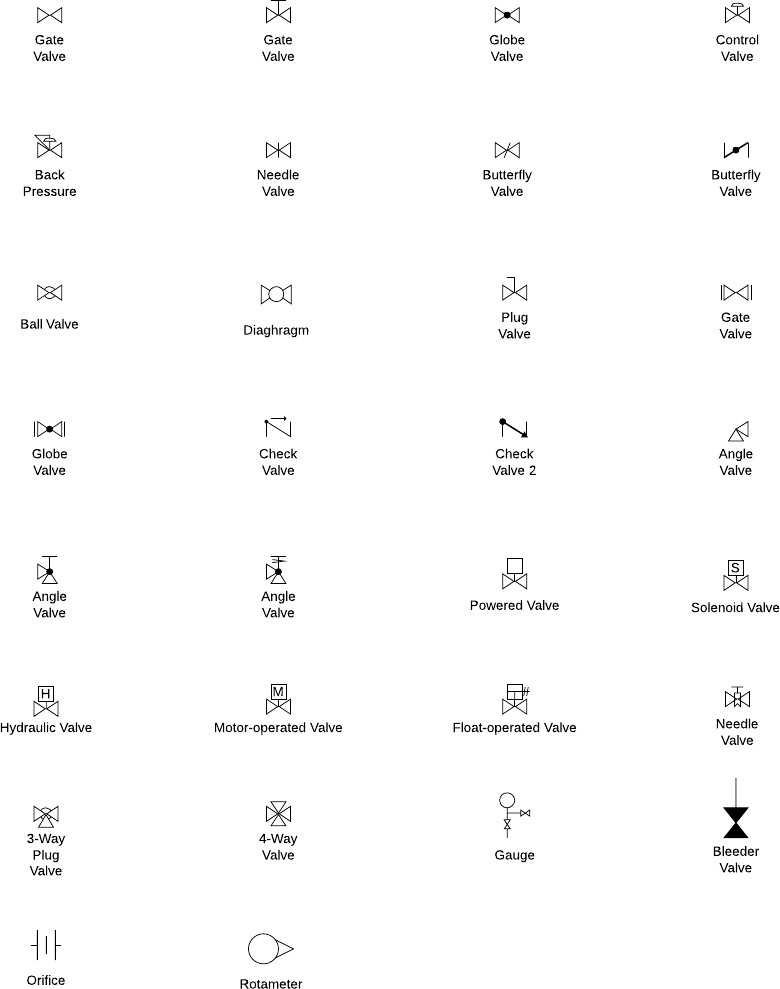 Gate
Valve
Gate
Valve
Globe
Valve
Control
Valve
Back
Pressure
Needle
Valve
Butterfly
Valve
Butterfly
Valve
Ball Valve
Diaghragm
Plug
Valve
Gate
Valve
Globe
Valve
Check
Valve
Check
Valve 2
Angle
Valve
Angle
Valve
Angle
Valve
Powered Valve
S
Solenoid Valve
H
Hydraulic Valve
M
Motor-operated Valve
#
Float-operated Valve
Needle
Valve
3-Way
Plug
Valve
4-Way
Valve
Gauge
Bleeder
Valve
Orifice
Rotameter